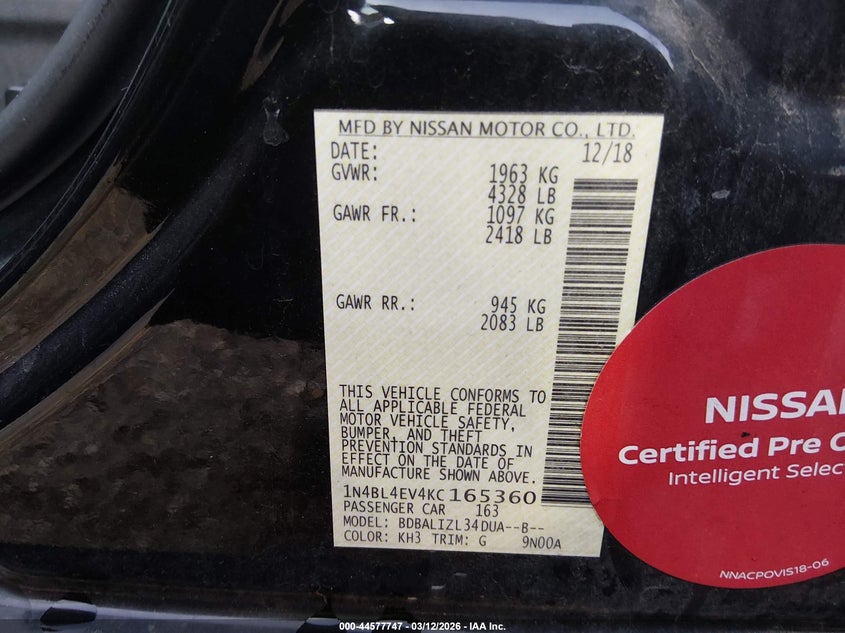 MFD BY NISSAN MOTOR CO., LTD.
DATE: 12/18
GVWR: 1963 KG
4328 LB
GAWR FR.: 1097 KG
2418 LB
GAWR RR.: 945 KG
2083 LB
THIS VEHICLE CONFORMS TO
ALL APPLICABLE FEDERAL
MOTOR VEHICLE SAFETY,
BUMPER, AND THEFT
PREVENTION STANDARDS IN
EFFECT ON THE DATE OF
MANUFACTURE SHOWN ABOVE.
1N4BL4EV4KC165360
PASSENGER CAR 163
MODEL: BDBALIZL34DUA--B--
COLOR: KH3 TRIM: G 9N00A
NISSA
Certified Pre O
Intelligent Selec
NNACPOVIS18-06
000-44577747 - 03/12/2026 - IAA Inc.